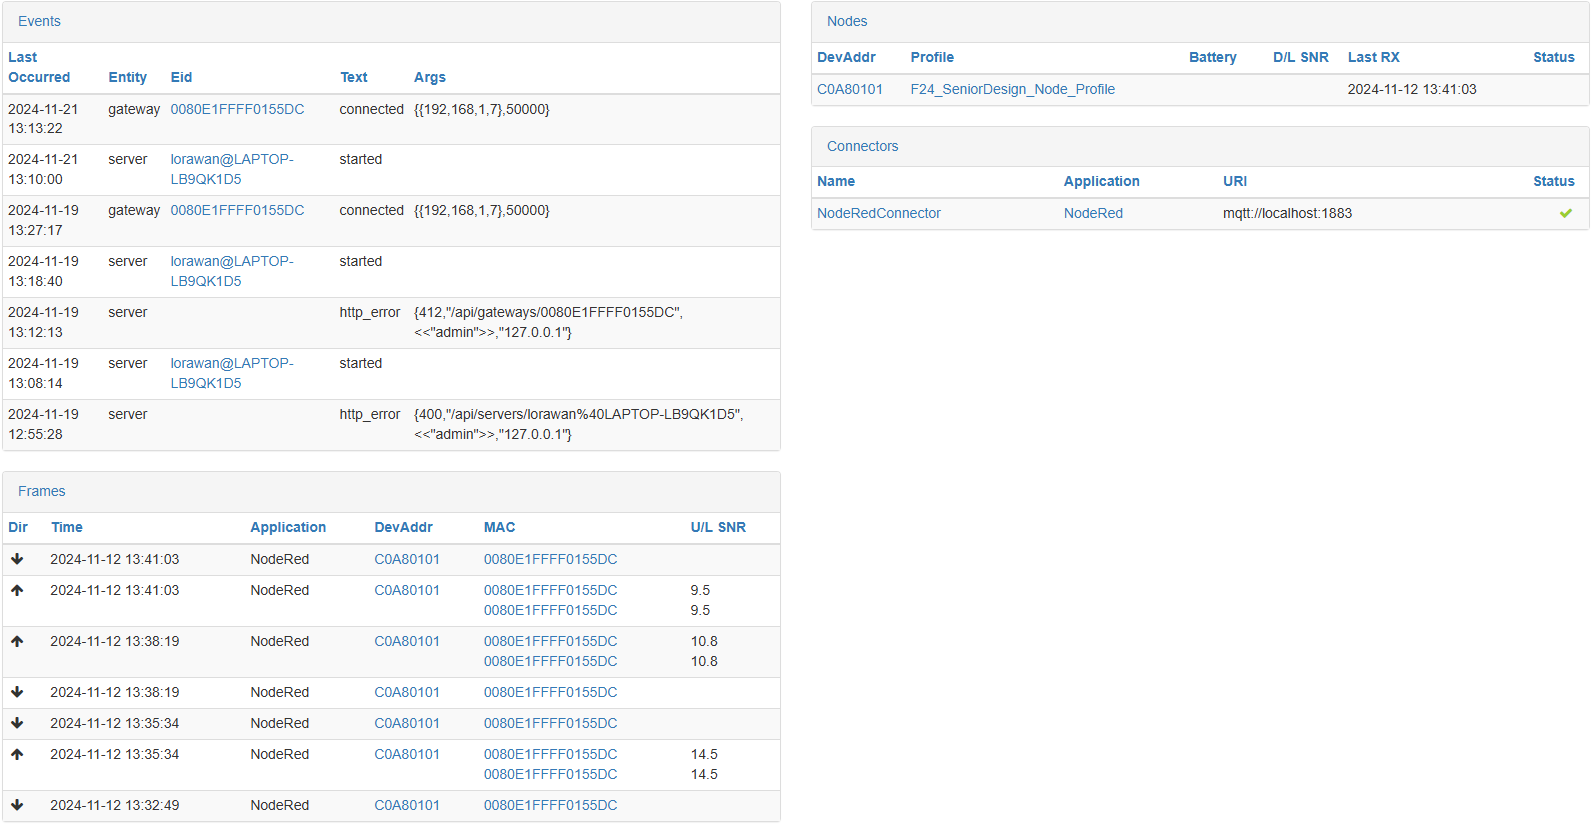 Events
Last
Occurred Entity Eid Text Args
2024-11-21 gateway 0080E1FFFF0155DC connected {{192,168,1,7},50000}
13:13:22
2024-11-21 server lorawan@LAPTOP- started
13:10:00 LB9QK1D5
2024-11-19 gateway 0080E1FFFF0155DC connected {{192,168,1,7},50000}
13:27:17
2024-11-19 server lorawan@LAPTOP- started
13:18:40 LB9QK1D5
2024-11-19 server http_error {412,"/api/gateways/0080E1FFFF0155DC",
13:12:13 <<"admin">>,"127.0.0.1"}
2024-11-19 server lorawan@LAPTOP- started
13:08:14 LB9QK1D5
2024-11-19 server http_error {400,"/api/servers/lorawan%40LAPTOP-LB9QK1D5",
12:55:28 <<"admin">>,"127.0.0.1"}
Frames
Dir Time Application DevAddr MAC U/L SNR
2024-11-12 13:41:03 NodeRed C0A80101 0080E1FFFF0155DC
2024-11-12 13:41:03 NodeRed C0A80101 0080E1FFFF0155DC 9.5
0080E1FFFF0155DC 9.5
2024-11-12 13:38:19 NodeRed C0A80101 0080E1FFFF0155DC 10.8
0080E1FFFF0155DC 10.8
2024-11-12 13:38:19 NodeRed C0A80101 0080E1FFFF0155DC
2024-11-12 13:35:34 NodeRed C0A80101 0080E1FFFF0155DC
2024-11-12 13:35:34 NodeRed C0A80101 0080E1FFFF0155DC 14.5
0080E1FFFF0155DC 14.5
2024-11-12 13:32:49 NodeRed C0A80101 0080E1FFFF0155DC
Nodes
DevAddr Profile Battery D/L SNR Last RX Status
C0A80101 F24_SeniorDesign_Node_Profile 2024-11-12 13:41:03
Connectors
Name Application URI Status
NodeRedConnector NodeRed mqtt://localhost:1883